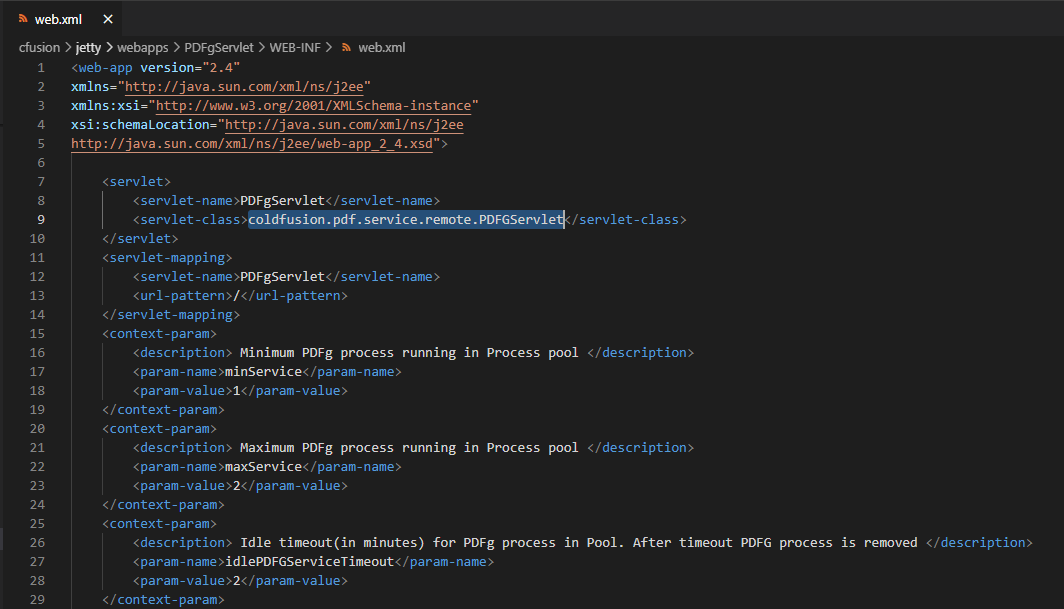 web.xml
cfusion > jetty > webapps > PDFgServlet > WEB-INF > web.xml
1 <web-app version="2.4"
2 xmlns="http://java.sun.com/xml/ns/j2ee"
3 xmlns:xsi="http://www.w3.org/2001/XMLSchema-instance"
4 xsi:schemaLocation="http://java.sun.com/xml/ns/j2ee
5 http://java.sun.com/xml/ns/j2ee/web-app_2_4.xsd">
6
7 <servlet>
8 <servlet-name>PDFgServlet</servlet-name>
9 <servlet-class>coldfusion.pdf.service.remote.PDFGServlet</servlet-class>
10 </servlet>
11 <servlet-mapping>
12 <servlet-name>PDFgServlet</servlet-name>
13 <url-pattern>/</url-pattern>
14 </servlet-mapping>
15 <context-param>
16 <description> Minimum PDFg process running in Process pool </description>
17 <param-name>minService</param-name>
18 <param-value>1</param-value>
19 </context-param>
20 <context-param>
21 <description> Maximum PDFg process running in Process pool </description>
22 <param-name>maxService</param-name>
23 <param-value>2</param-value>
24 </context-param>
25 <context-param>
26 <description> Idle timeout(in minutes) for PDFg process in Pool. After timeout PDFG process is removed </description>
27 <param-name>idlePDFGServiceTimeout</param-name>
28 <param-value>2</param-value>
29 </context-param>